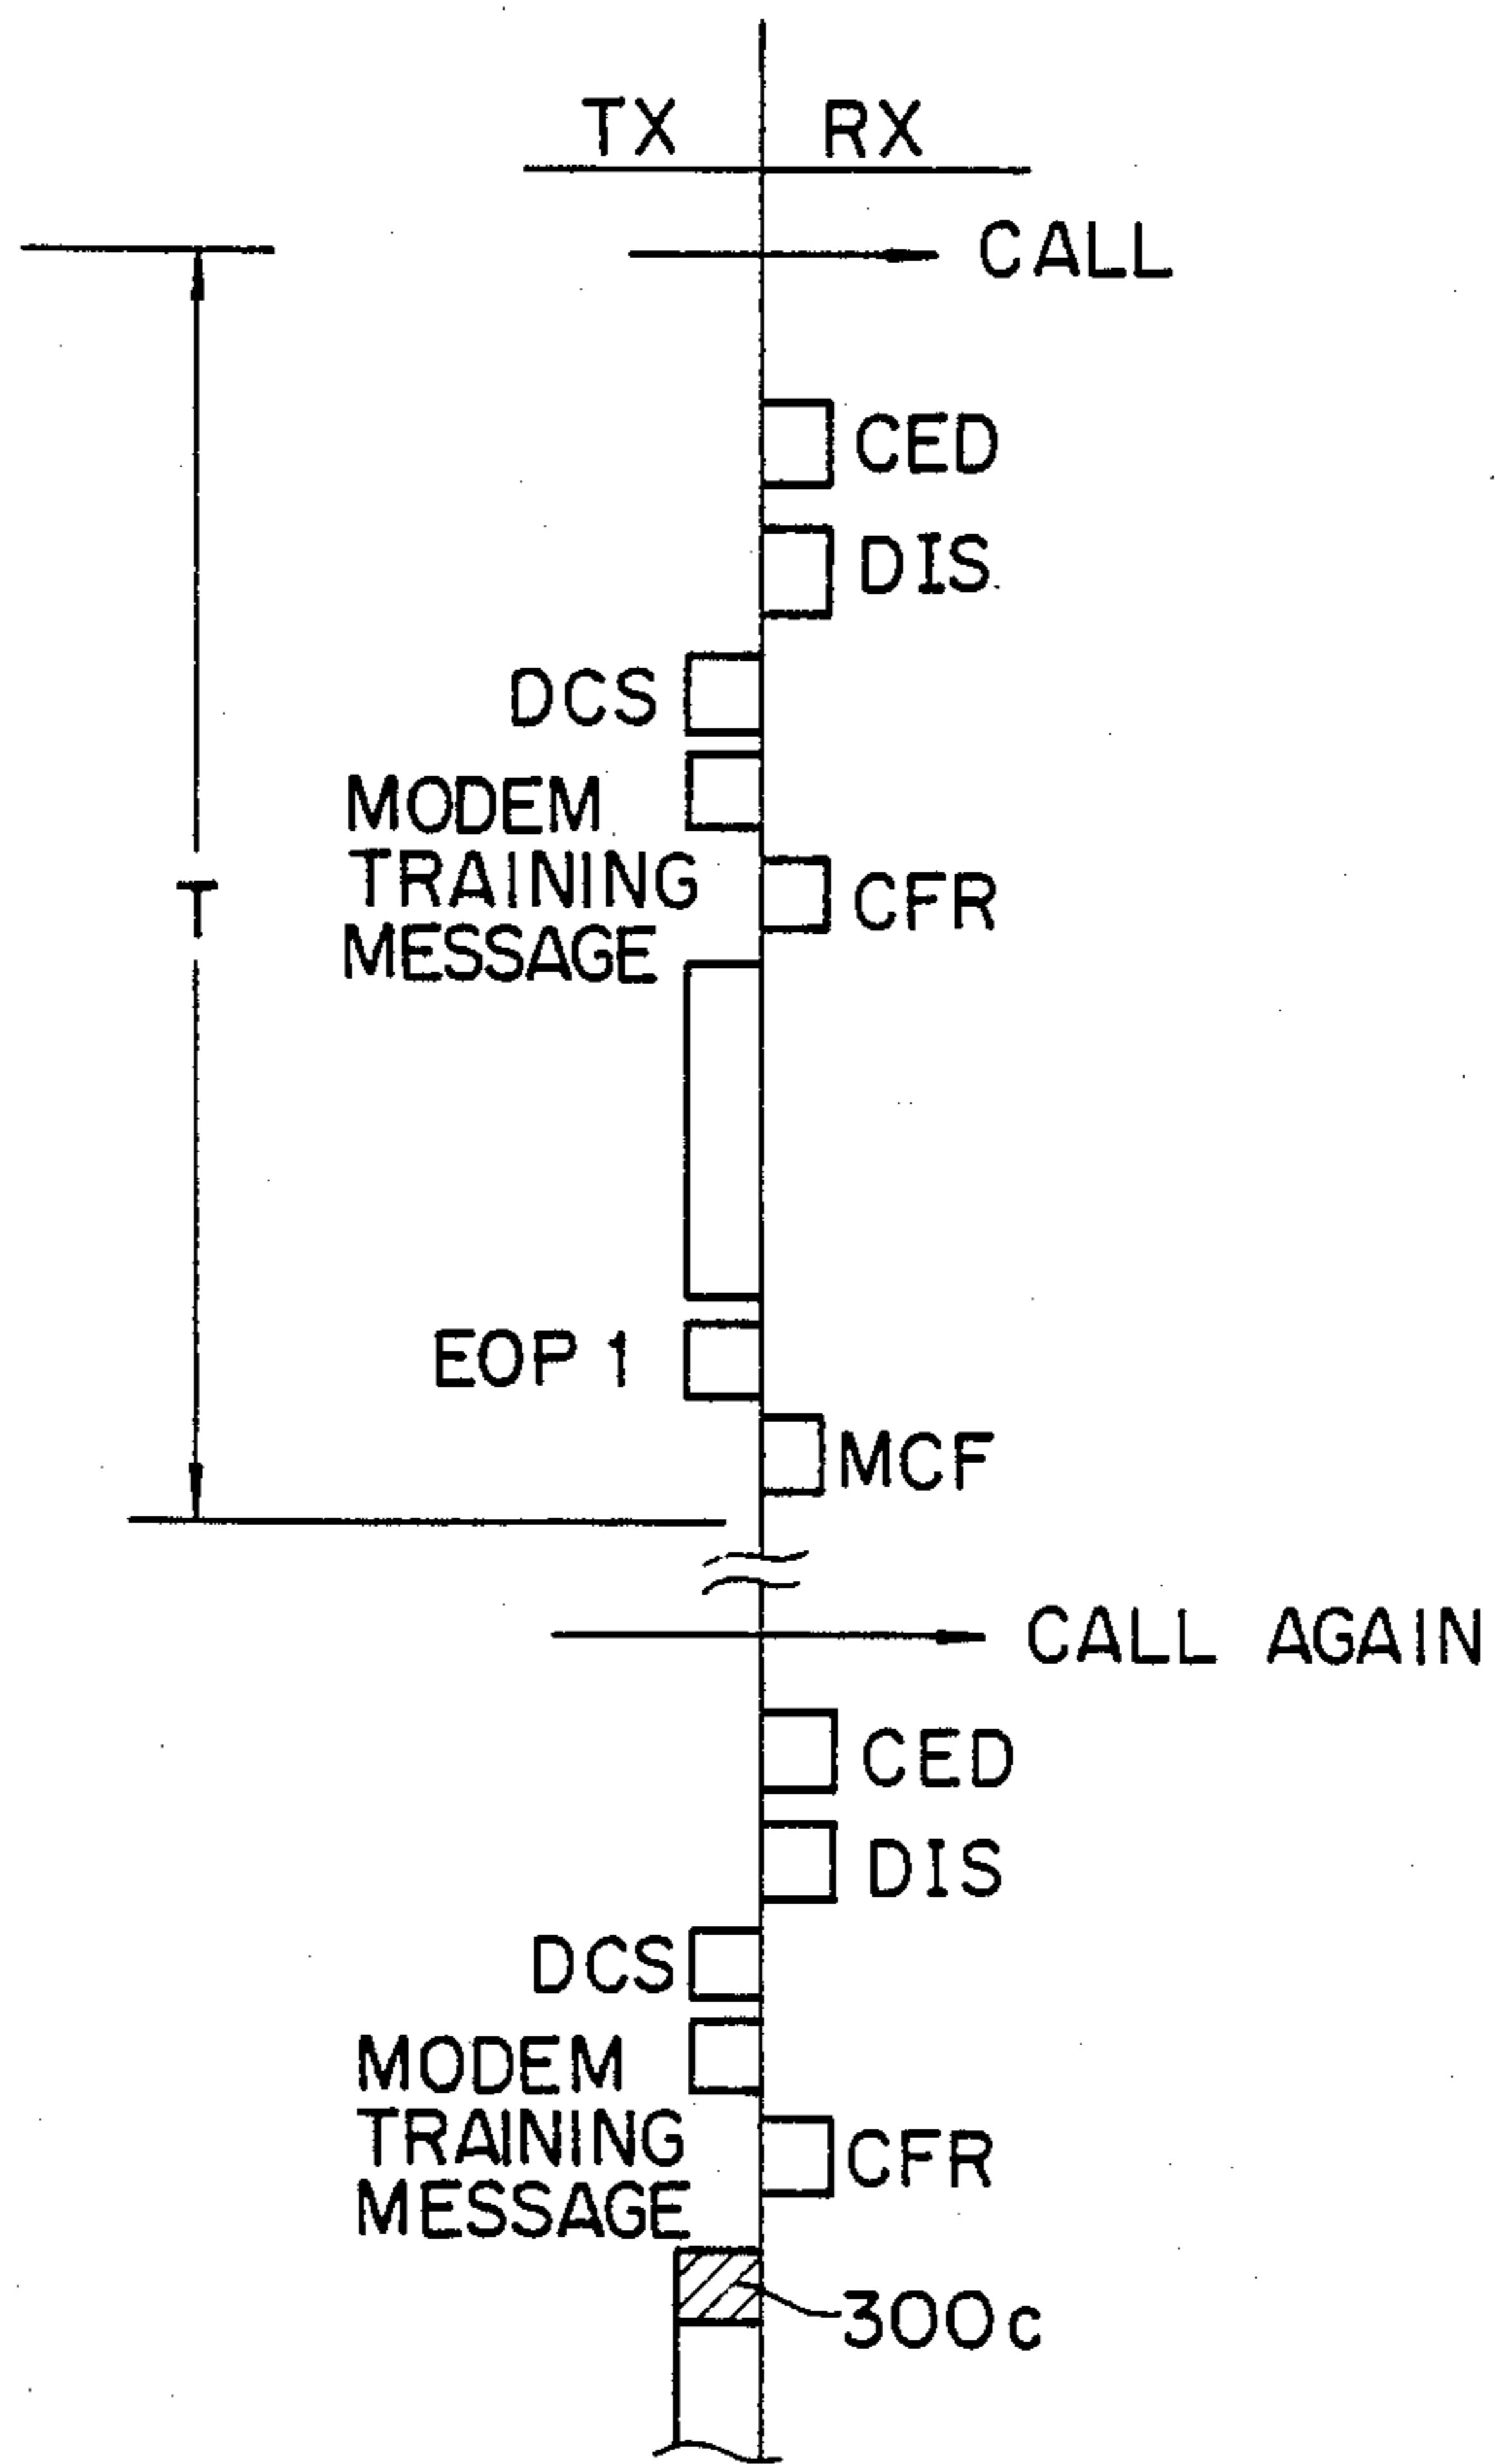 TX RX
CALL
CED
DIS
DCS
MODEM
TRAINING
CFR
MESSAGE
T
EOP 1
MCF
CALL AGAIN
CED
DIS
DCS
MODEM
TRAINING
CFR
MESSAGE
300c